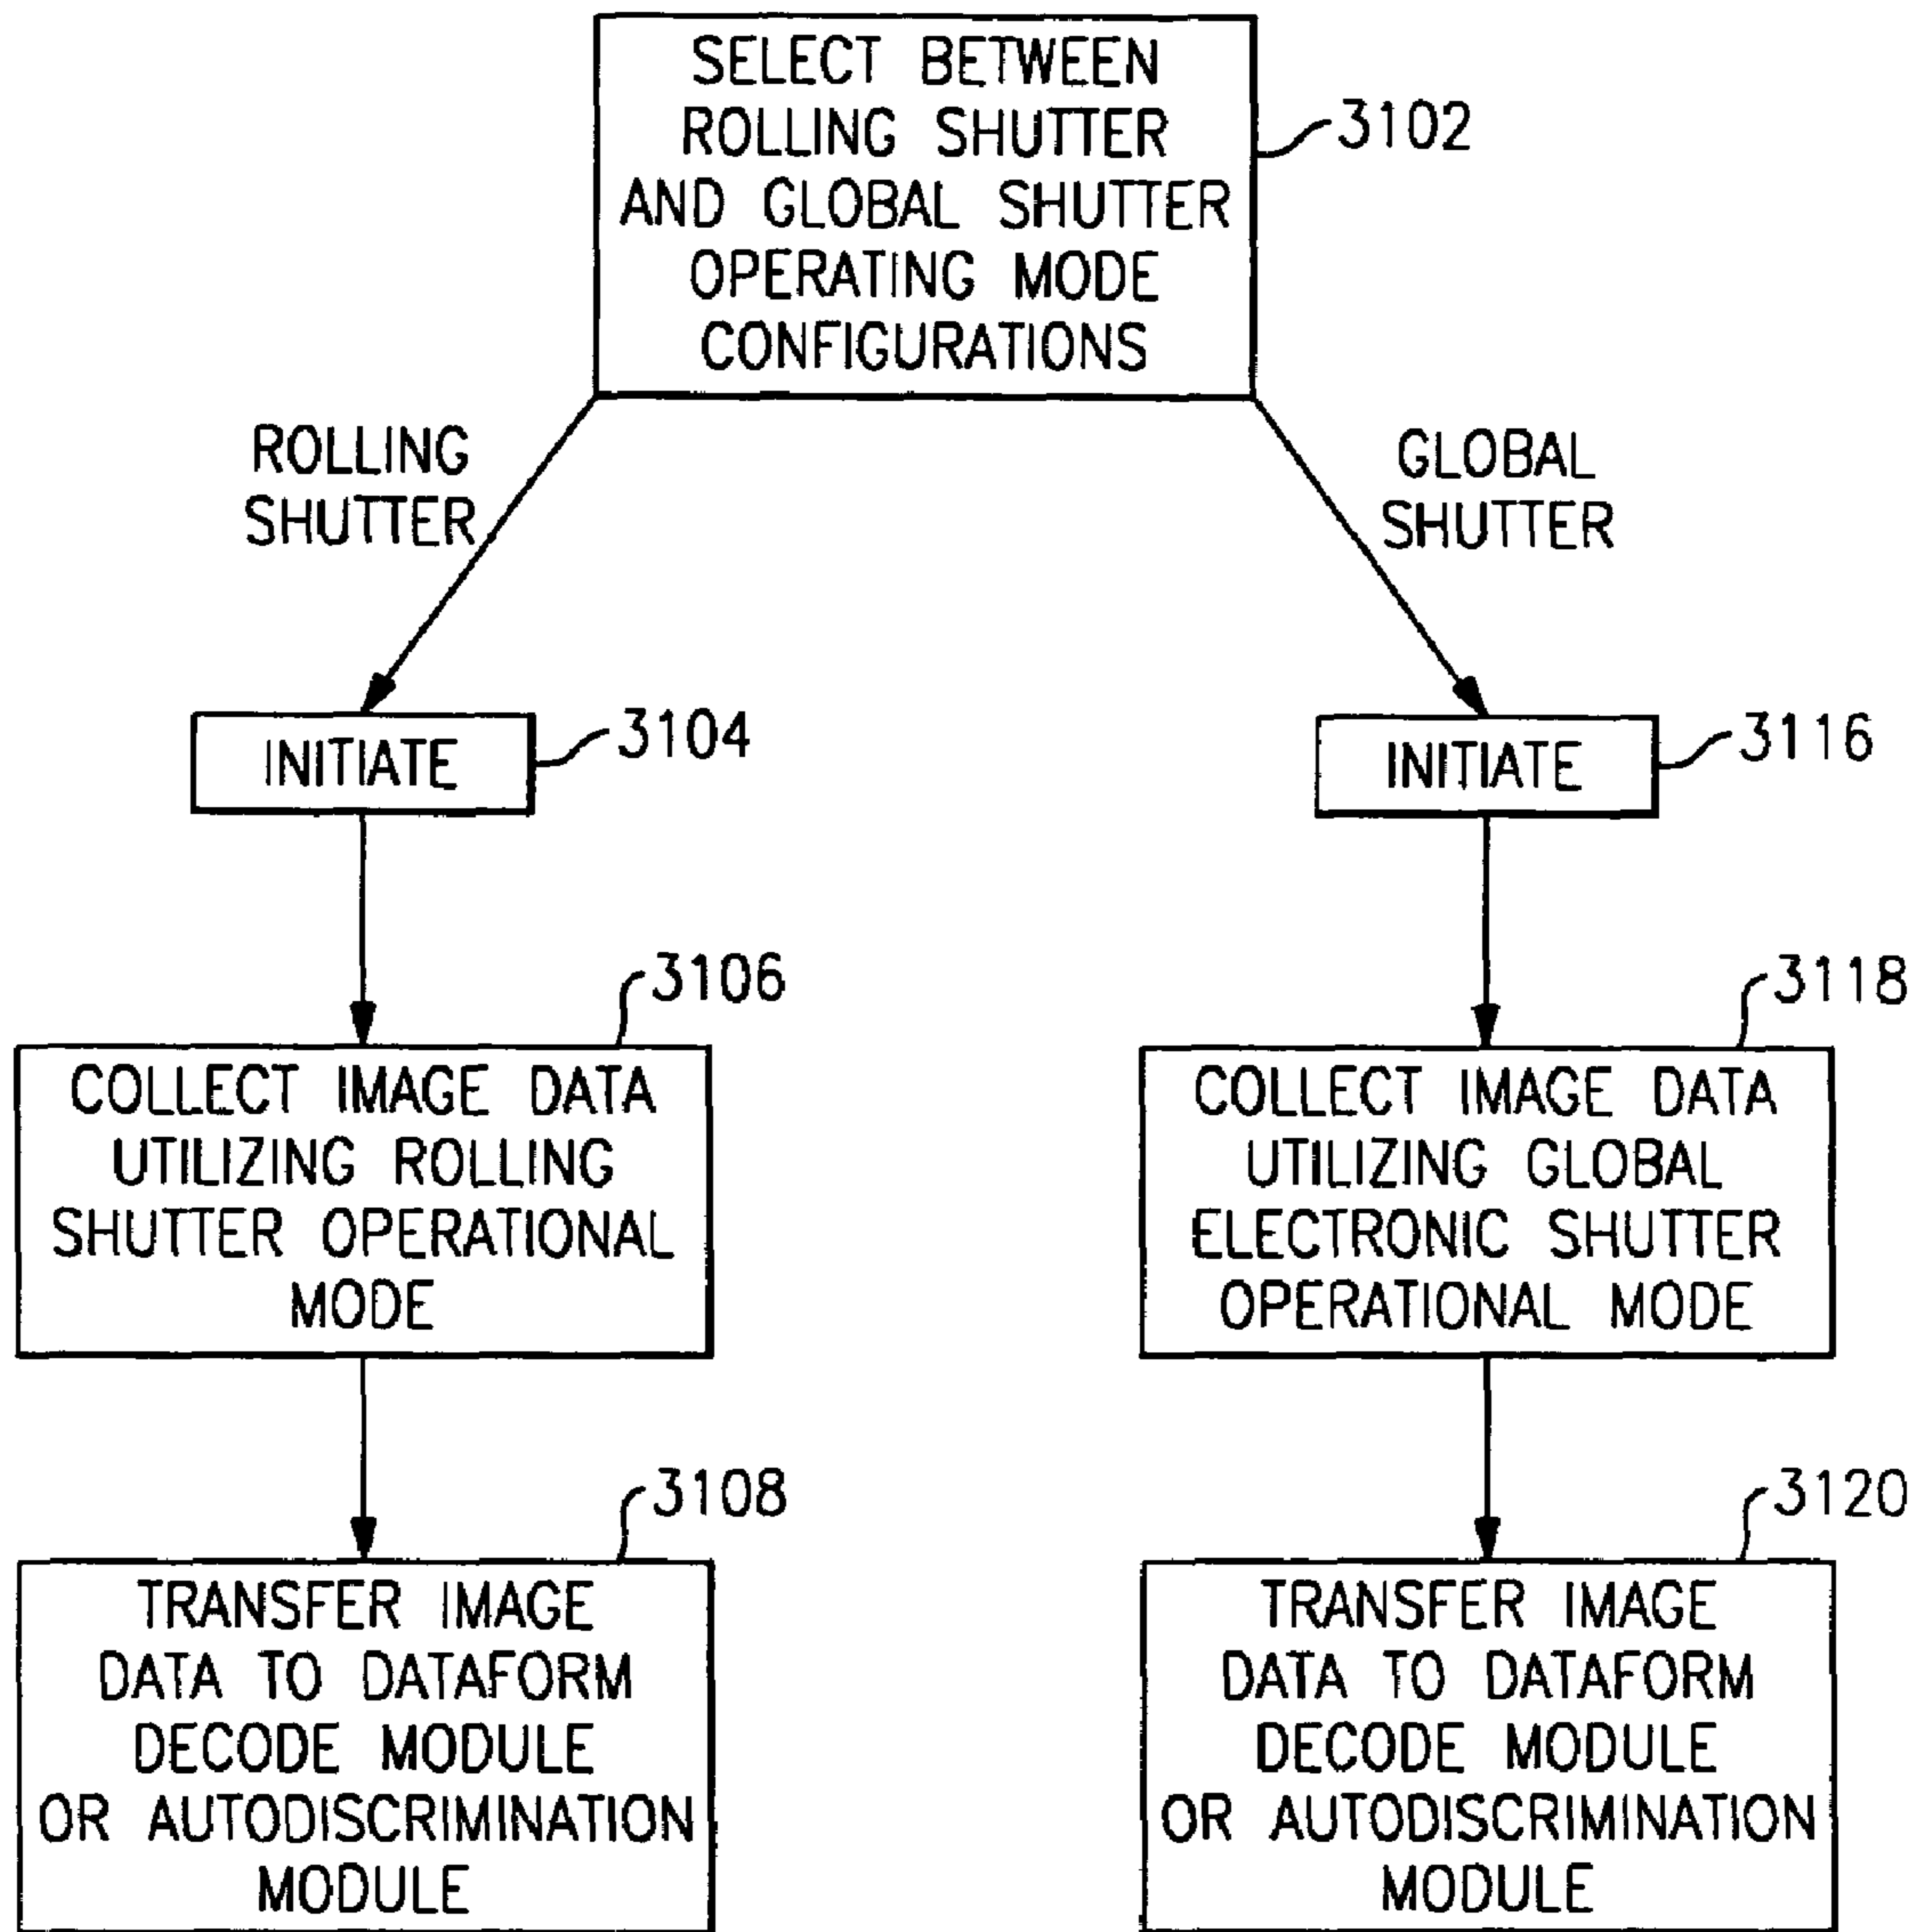 SELECT BETWEEN
ROLLING SHUTTER
AND GLOBAL SHUTTER
OPERATING MODE
CONFIGURATIONS
3102
ROLLING
SHUTTER
GLOBAL
SHUTTER
INITIATE
3104
INITIATE
3116
3106
COLLECT IMAGE DATA
UTILIZING ROLLING
SHUTTER OPERATIONAL
MODE
3118
COLLECT IMAGE DATA
UTILIZING GLOBAL
ELECTRONIC SHUTTER
OPERATIONAL MODE
3108
TRANSFER IMAGE
DATA TO DATAFORM
DECODE MODULE
OR AUTODISCRIMINATION
MODULE
3120
TRANSFER IMAGE
DATA TO DATAFORM
DECODE MODULE
OR AUTODISCRIMINATION
MODULE